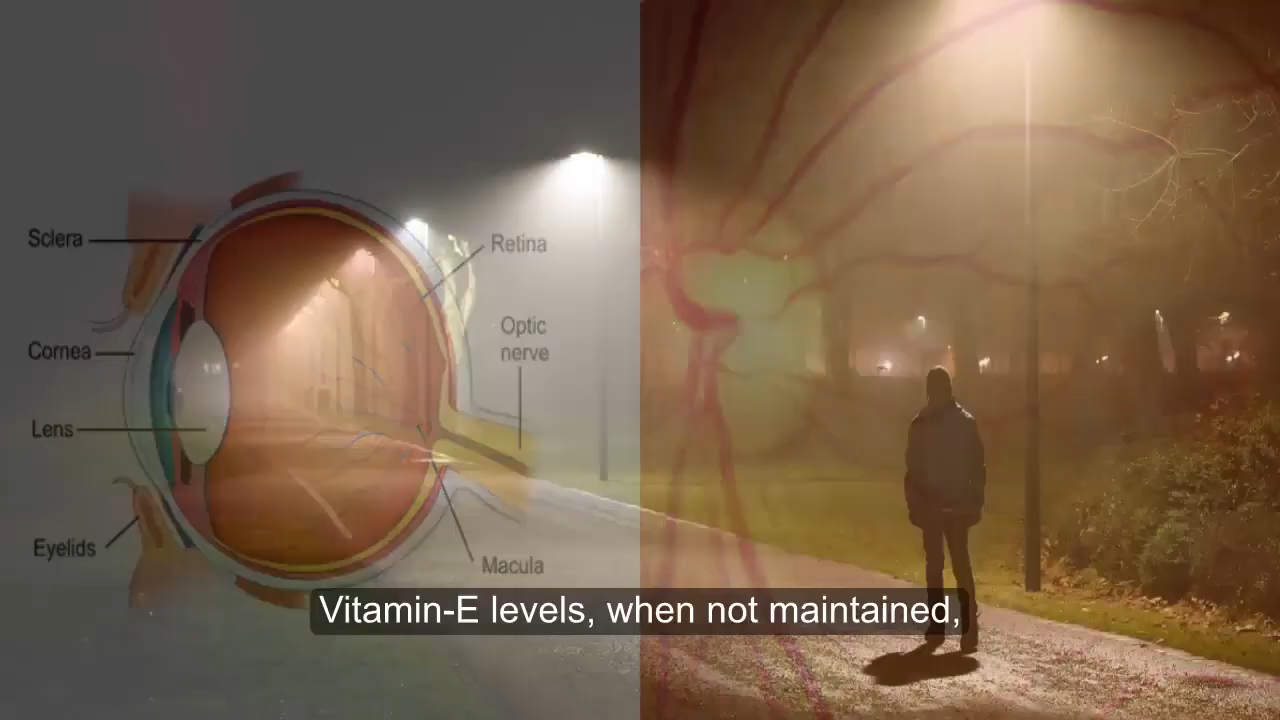 Sclera
Retina
Optic
nerve
Cornea
Lens
Eyelids
Macula
Vitamin-E levels, when not maintained,